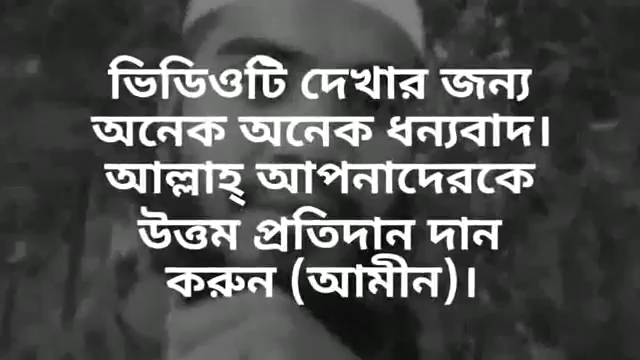 ভিডিওটি দেখার জন্য
অনেক অনেক ধন্যবাদ।
আল্লাহ্ আপনাদেরকে
উত্তম প্রতিদান দান
করুন (আমীন)।